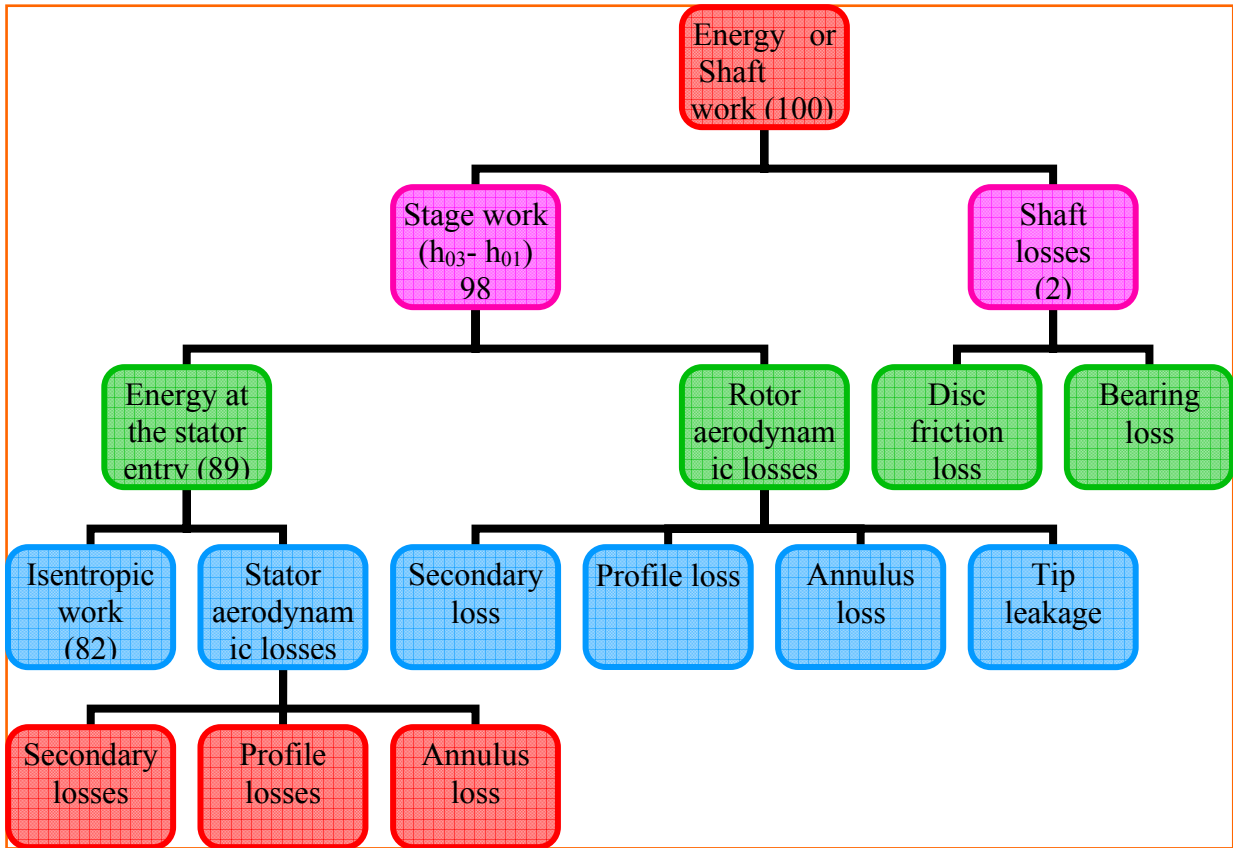 Energy or
Shaft
work (100)
Stage work
(h₀₃- h₀₁)
98
Shaft
losses
(2)
Energy at
the stator
entry (89)
Rotor
aerodynam
ic losses
Disc
friction
loss
Bearing
loss
Isentropic
work
(82)
Stator
aerodynam
ic losses
Secondary
loss
Profile loss
Annulus
loss
Tip
leakage
Secondary
losses
Profile
losses
Annulus
loss